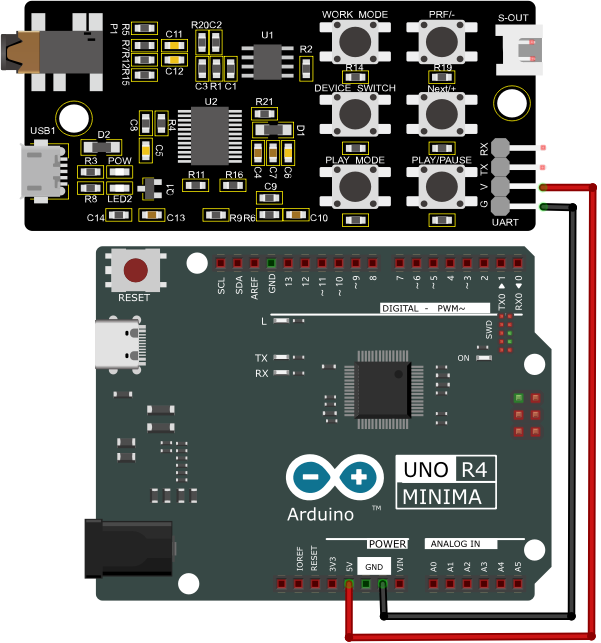 WORK MODE
PRF/-
S-OUT
P1
R5
R7
R12
R15
C11
C12
R20
C2
U1
R2
C3
R1
C1
R14
R19
DEVICE SWITCH
Next/+
USB1
D2
C8
R4
C5
U2
R21
D1
C4
C7
C6
R3
POW
R8
LED2
R11
R16
C9
C14
C13
R9
R6
C10
PLAY MODE
PLAY/PAUSE
RX
TX
V
G
UART
RESET
SCL
SDA
AREF
GND
13
12
~11
~10
~9
8
7
~6
~5
4
~3
2
TX0 ▶ 1
RX0 ◀ 0
DIGITAL - PWM~
L
TX
RX
SWD
ON
UNO R4
MINIMA
Arduino
TM
POWER
ANALOG IN
IOREF
RESET
3V3
5V
GND
VIN
A0
A1
A2
A3
A4
A5